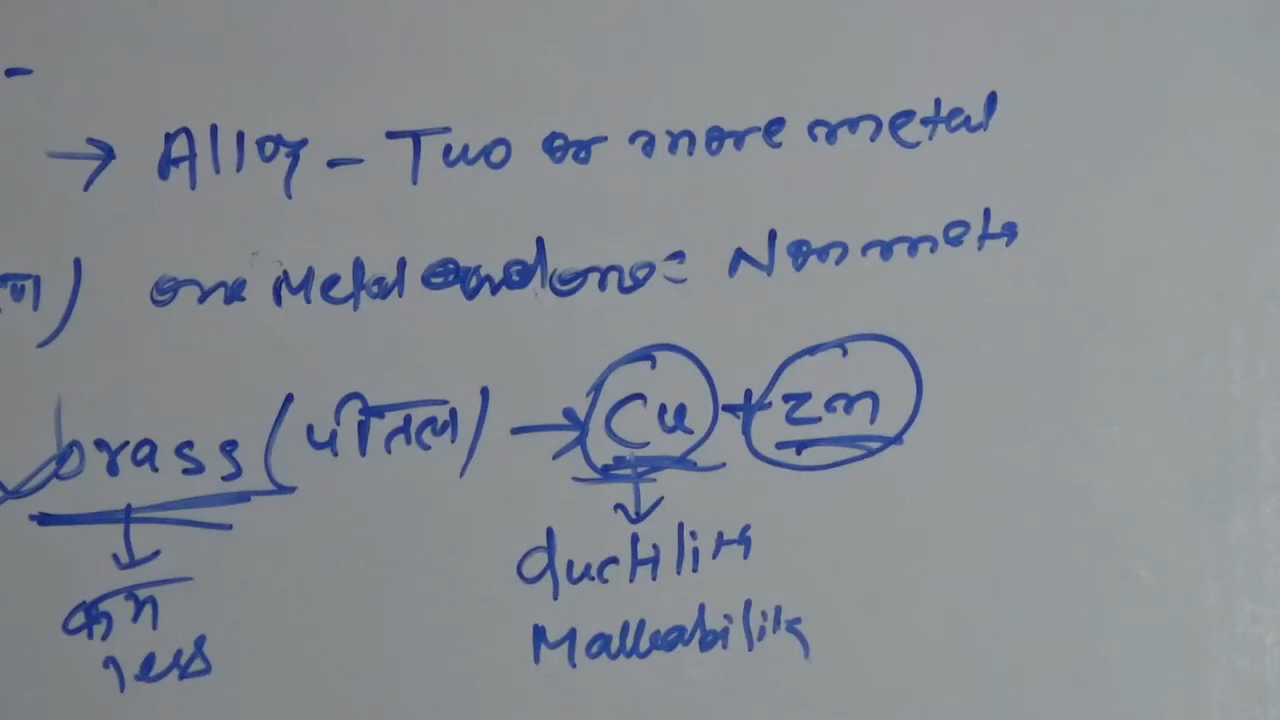 -
→ Alloy - Two or more metal
) one Metal and one = Non metal
brass (पीतल) → Cu + Zn
↓ ↓
कम ductility
less Malleability